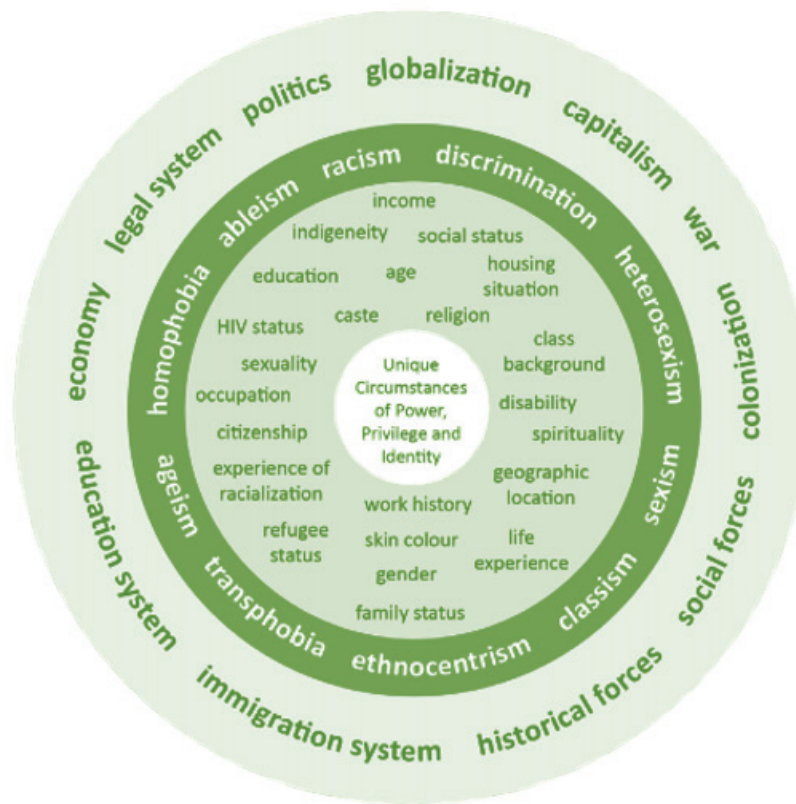 globalization
capitalism
war
colonization
social forces
historical forces
immigration system
education system
economy
legal system
politics
racism
discrimination
heterosexism
sexism
classism
ethnocentrism
transphobia
ageism
homophobia
ableism
income
indigeneity
social status
education
age
housing
situation
caste
religion
HIV status
class
background
sexuality
occupation
disability
citizenship
spirituality
experience of
racialization
geographic
location
work history
refugee
status
skin colour
life
experience
gender
family status
Unique
Circumstances
of Power,
Privilege and
Identity